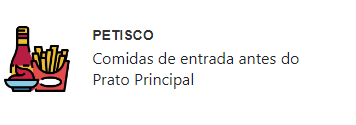 PETISCO
Comidas de entrada antes do
Prato Principal